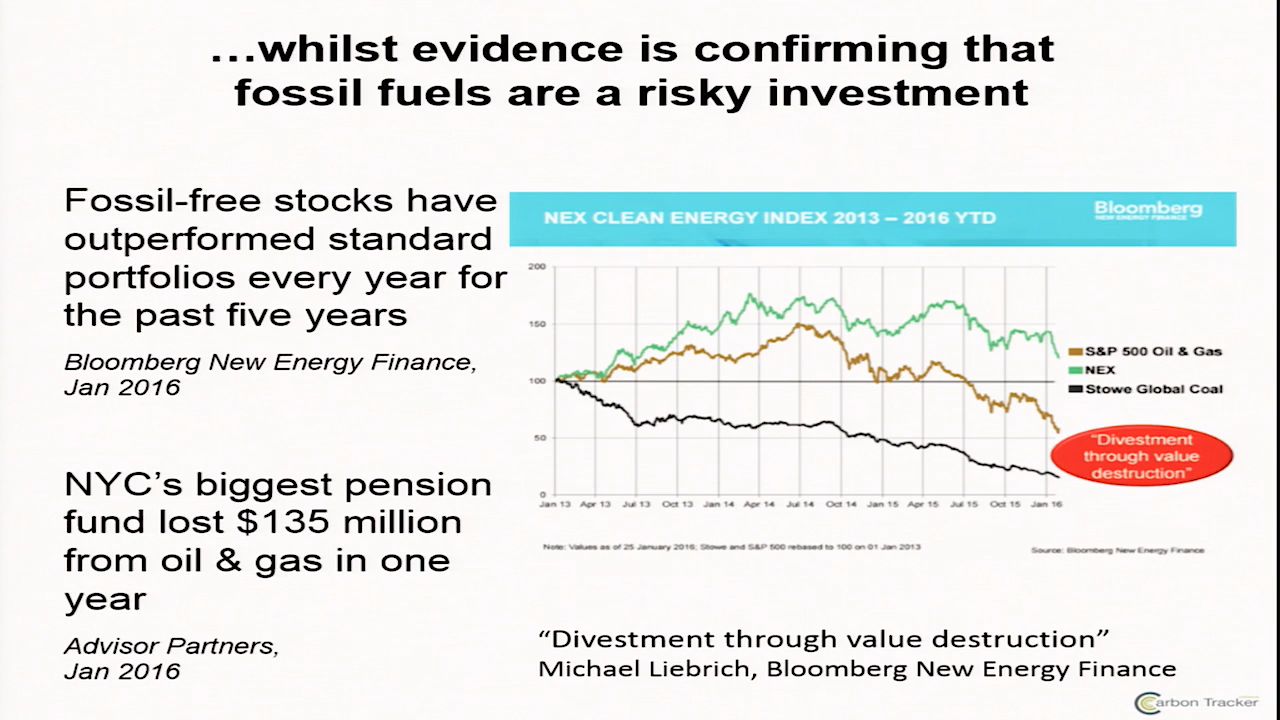 ...whilst evidence is confirming that
fossil fuels are a risky investment
Fossil-free stocks have
outperformed standard
portfolios every year for
the past five years
Bloomberg New Energy Finance,
Jan 2016
NYC's biggest pension
fund lost $135 million
from oil & gas in one
year
Advisor Partners,
Jan 2016
NEX CLEAN ENERGY INDEX 2013 – 2016 YTD
Bloomberg
NEW ENERGY FINANCE
200
150
100
50
0
Jan 13 Apr 13 Jul 13 Oct 13 Jan 14 Apr 14 Jul 14 Oct 14 Jan 15 Apr 15 Jul 15 Oct 15 Jan 16
S&P 500 Oil & Gas
NEX
Stowe Global Coal
"Divestment
through value
destruction"
Note: Values as of 25 January 2016; Stowe and S&P 500 rebased to 100 on 01 Jan 2013
Source: Bloomberg New Energy Finance
"Divestment through value destruction"
Michael Liebrich, Bloomberg New Energy Finance
Carbon Tracker